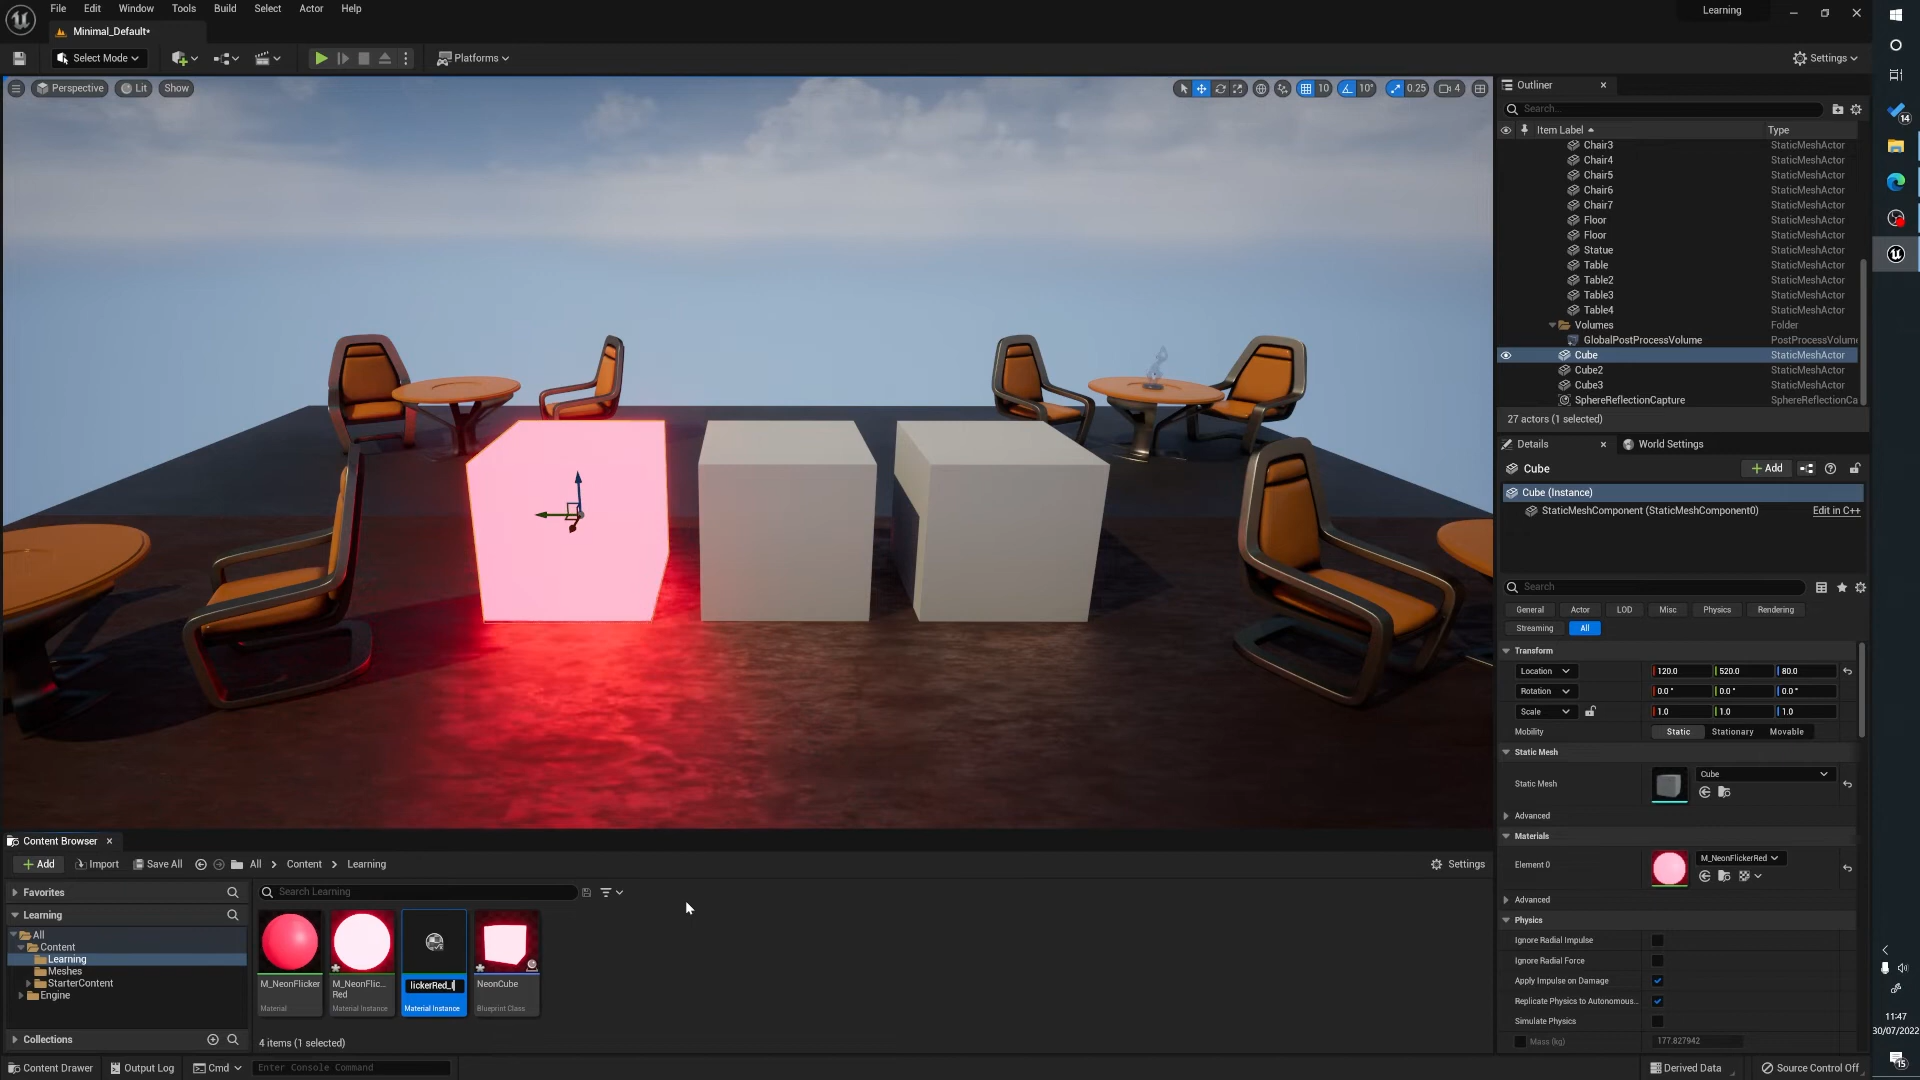 File Edit Window Tools Build Select Actor Help
Learning
Minimal_Default*
Select Mode
Platforms
Settings
Perspective Lit Show
10 10° 0.25 4
Outliner
Search...
Item Label Type
Chair3 StaticMeshActor
Chair4 StaticMeshActor
Chair5 StaticMeshActor
Chair6 StaticMeshActor
Chair7 StaticMeshActor
Floor StaticMeshActor
Floor StaticMeshActor
Statue StaticMeshActor
Table StaticMeshActor
Table2 StaticMeshActor
Table3 StaticMeshActor
Table4 StaticMeshActor
Volumes Folder
GlobalPostProcessVolume PostProcessVolume
Cube StaticMeshActor
Cube2 StaticMeshActor
Cube3 StaticMeshActor
SphereReflectionCapture SphereReflectionCa
27 actors (1 selected)
Details World Settings
Cube Add
Cube (Instance)
StaticMeshComponent (StaticMeshComponent0) Edit in C++
Search
General Actor LOD Misc Physics Rendering
Streaming All
Transform
Location 120.0 520.0 80.0
Rotation 0.0° 0.0° 0.0°
Scale 1.0 1.0 1.0
Mobility Static Stationary Movable
Static Mesh
Static Mesh Cube
Advanced
Materials
Element 0 M_NeonFlickerRed
Advanced
Physics
Ignore Radial Impulse
Ignore Radial Force
Apply Impulse on Damage
Replicate Physics to Autonomous...
Simulate Physics
Mass (kg) 177.827942
Content Browser
Add Import Save All All Content Learning Settings
Favorites
Search Learning
Learning
All
Content
Learning
Meshes
StarterContent
Engine
Collections
M_NeonFlicker
Material
M_NeonFlic...
Red
Material Instance
lickerRed_I
Material Instance
NeonCube
Blueprint Class
4 items (1 selected)
Content Drawer Output Log Cmd Enter Console Command
Derived Data Source Control Off
14
11:47
30/07/2022
15